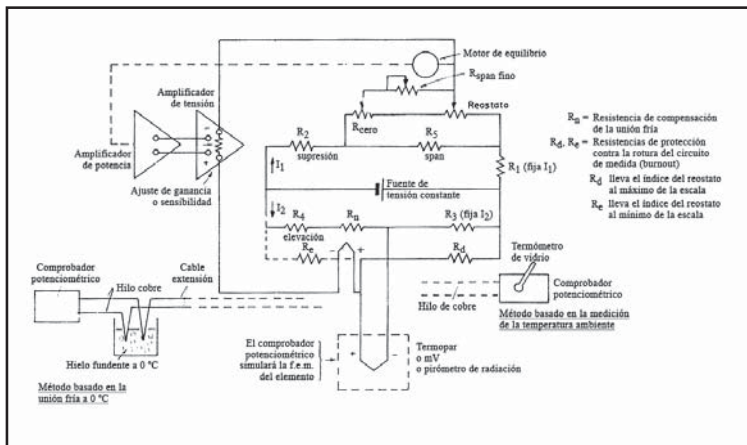 Motor de equilibrio
Rspan fino
Amplificador
de tensión
Reostato
Rcero
R2
supresión
R5
span
Amplificador
de potencia
Ajuste de ganancia
o sensibilidad
I1
R1 (fija I1)
Fuente de
tensión constante
I2
R4
elevación
Rn
R3 (fija I2)
Re
Rd
- +
Rn = Resistencia de compensación
de la unión fría
Rd, Re = Resistencias de protección
contra la rotura del circuito
de medida (burnout)
Rd lleva el índice del reostato
al máximo de la escala
Re lleva el índice del reostato
al mínimo de la escala
Comprobador
potenciométrico
Hilo cobre
Cable
extensión
Hielo fundente a 0 °C
Método basado en la
unión fría a 0 °C
El comprobador
potenciométrico
simulará la f.e.m.
del elemento
+ -
Termopar
o mV
o pirómetro de radiación
Termómetro
de vidrio
Comprobador
potenciométrico
Hilo de cobre
Método basado en la medición
de la temperatura ambiente